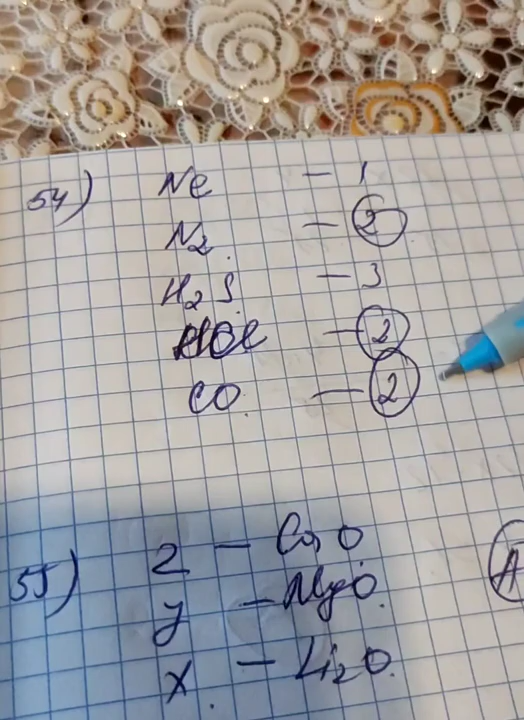 54) Ne - 1
N2 - 2
H2S - 3
HCl - 2
CO - 2
55) Z - CaO
y - MgO
x - Li2O
A